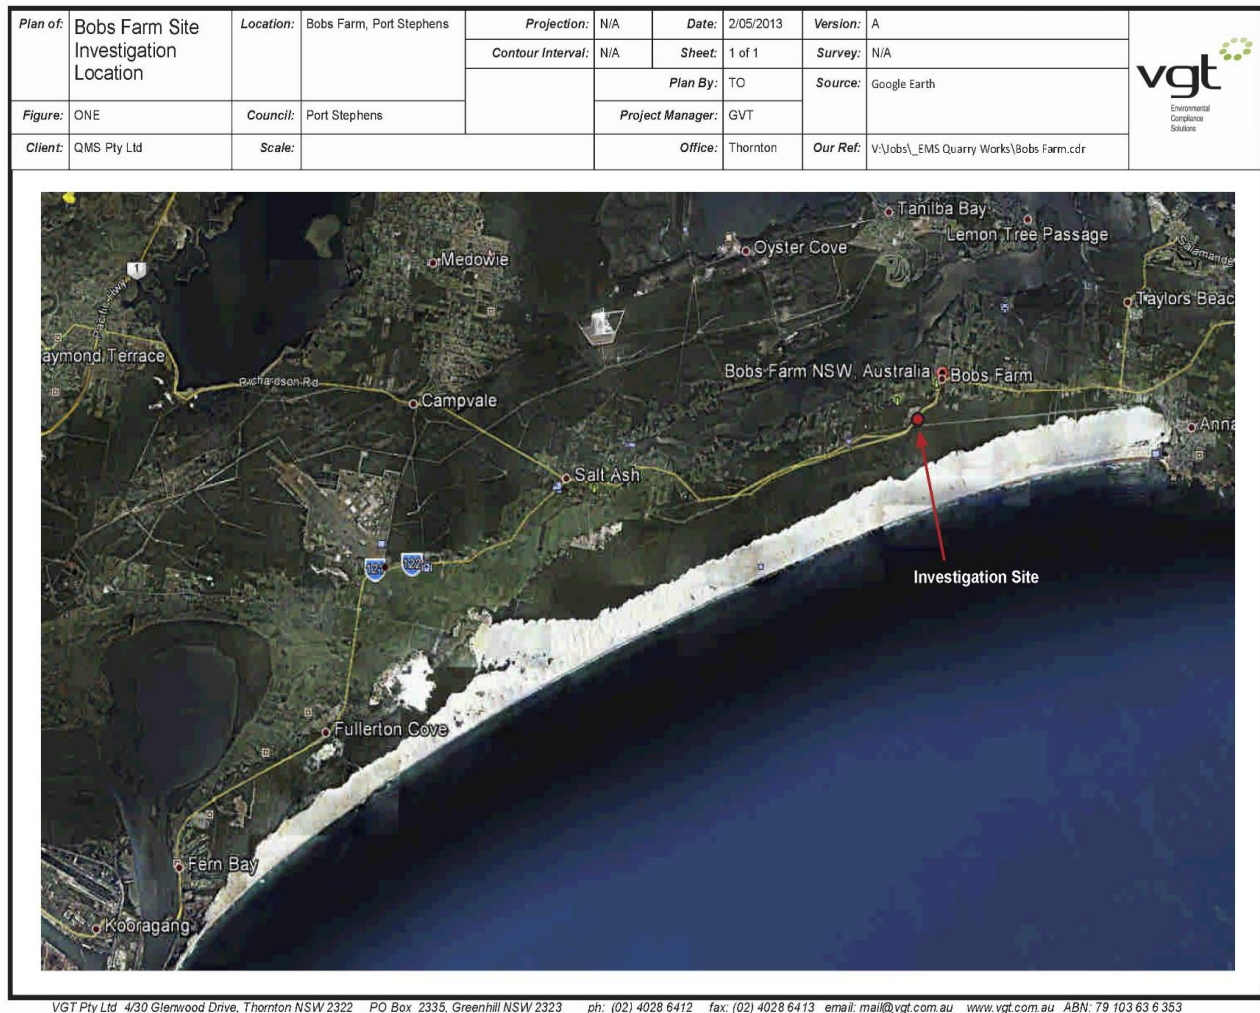 Plan of: Bobs Farm Site
Investigation
Location
Location: Bobs Farm, Port Stephens
Projection: N/A
Date: 2/05/2013
Version: A
Contour Interval: N/A
Sheet: 1 of 1
Survey: N/A
Plan By: TO
Source: Google Earth
Figure: ONE
Council: Port Stephens
Project Manager: GVT
Client: QMS Pty Ltd
Scale:
Office: Thornton
Our Ref: V:\Jobs\_EMS Quarry Works\Bobs Farm.cdr
vgt
Environmental
Compliance
Solutions
Tanilba Bay
Lemon Tree Passage
Oyster Cove
Salamande
Medowie
1
Pacific Hwy
Taylors Beac
aymond Terrace
Richardson Rd
Bobs Farm NSW, Australia
Bobs Farm
Campvale
Anna
Salt Ash
121
122
Investigation Site
Fullerton Cove
Fern Bay
Kooragang
VGT Pty Ltd 4/30 Glenwood Drive, Thornton NSW 2322 PO Box 2335, Greenhill NSW 2323 ph: (02) 4028 6412 fax: (02) 4028 6413 email: mail@vgt.com.au www.vgt.com.au ABN: 79 103 63 6 353